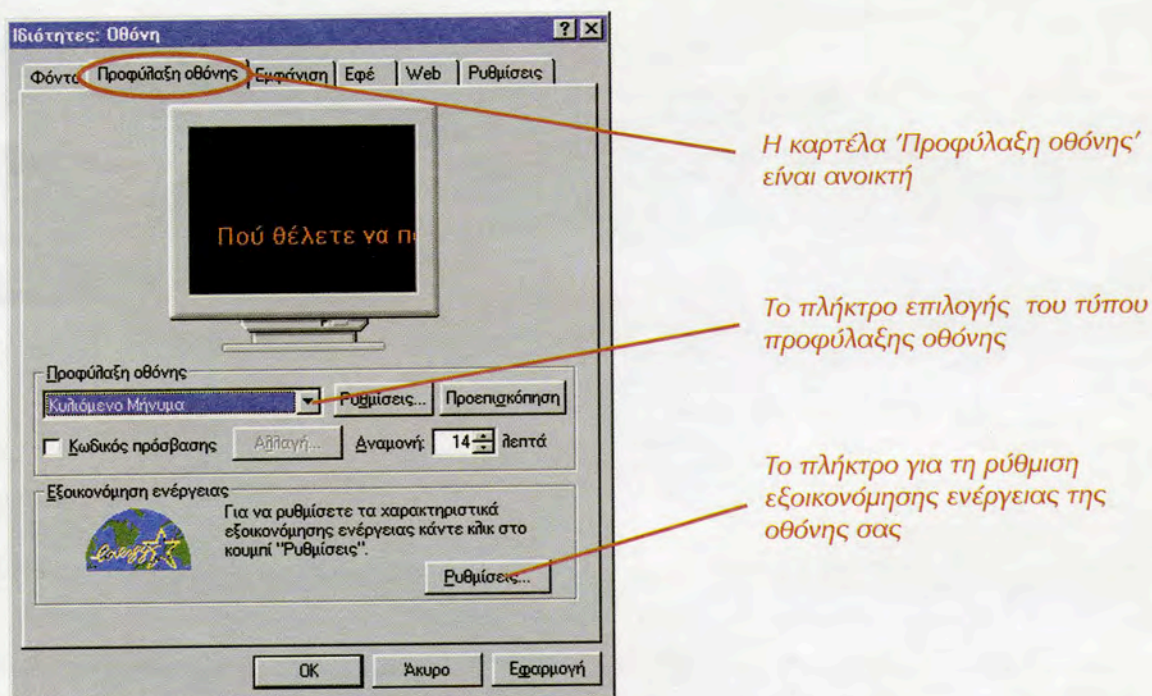 Ιδιότητες: Οθόνη
Φόντο Προφύλαξη οθόνης Εμφάνιση Εφέ Web Ρυθμίσεις
Η καρτέλα 'Προφύλαξη οθόνης'
είναι ανοικτή
Πού θέλετε να πά
Το πλήκτρο επιλογής του τύπου
προφύλαξης οθόνης
Προφύλαξη οθόνης
Κυλιόμενο Μήνυμα Ρυθμίσεις... Προεπισκόπηση
Κωδικός πρόσβασης Αλλαγή... Αναμονή: 14 λεπτά
Το πλήκτρο για τη ρύθμιση
εξοικονόμησης ενέργειας της
οθόνης σας
Εξοικονόμηση ενέργειας
Για να ρυθμίσετε τα χαρακτηριστικά
εξοικονόμησης ενέργειας κάντε κλικ στο
κουμπί "Ρυθμίσεις".
energy
Ρυθμίσεις...
OK Άκυρο Εφαρμογή